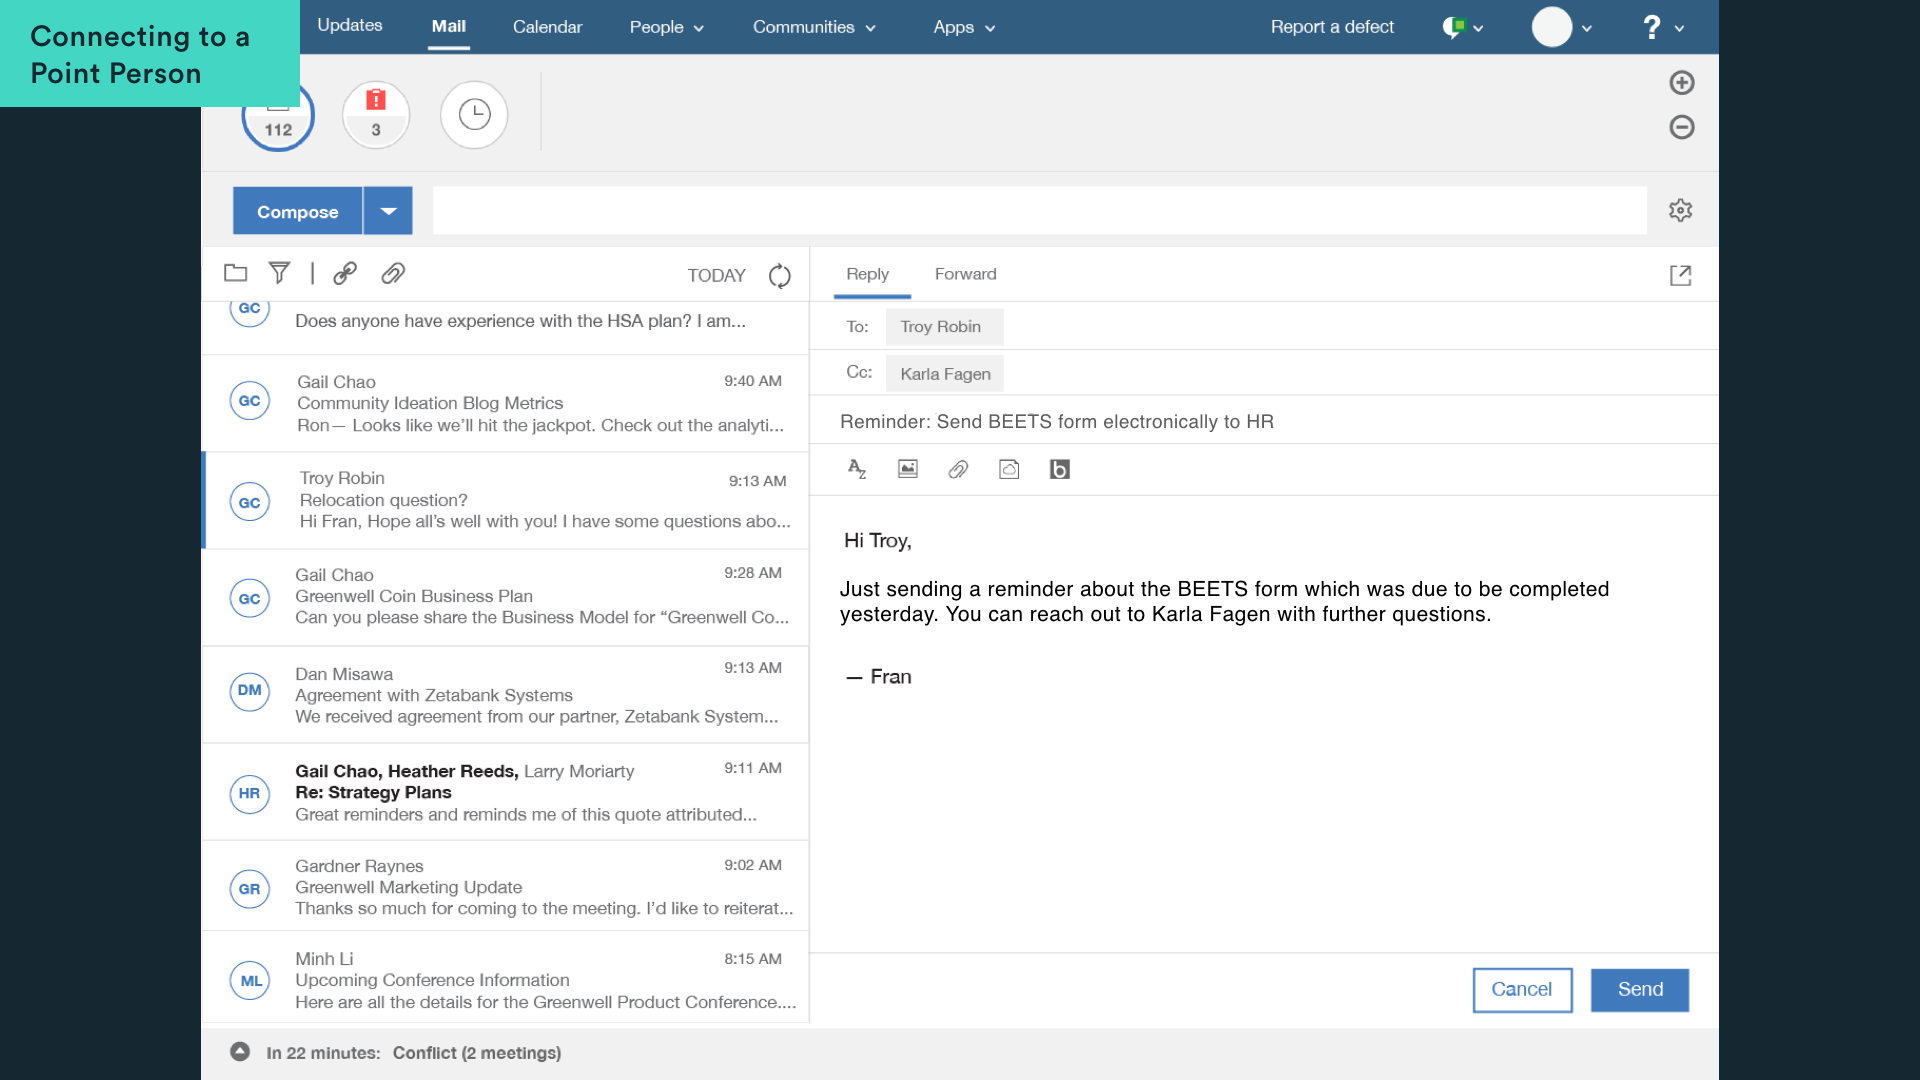 Connecting to a
Point Person
Updates
Mail
Calendar
People
Communities
Apps
Report a defect
?
112
3
Compose
TODAY
GC
Does anyone have experience with the HSA plan? I am...
GC
Gail Chao
9:40 AM
Community Ideation Blog Metrics
Ron— Looks like we’ll hit the jackpot. Check out the analyti...
GC
Troy Robin
9:13 AM
Relocation question?
Hi Fran, Hope all’s well with you! I have some questions abo...
GC
Gail Chao
9:28 AM
Greenwell Coin Business Plan
Can you please share the Business Model for “Greenwell Co...
DM
Dan Misawa
9:13 AM
Agreement with Zetabank Systems
We received agreement from our partner, Zetabank System...
HR
Gail Chao, Heather Reeds, Larry Moriarty
9:11 AM
Re: Strategy Plans
Great reminders and reminds me of this quote attributed...
GR
Gardner Raynes
9:02 AM
Greenwell Marketing Update
Thanks so much for coming to the meeting. I’d like to reiterat...
ML
Minh Li
8:15 AM
Upcoming Conference Information
Here are all the details for the Greenwell Product Conference....
Reply
Forward
To: Troy Robin
Cc: Karla Fagen
Reminder: Send BEETS form electronically to HR
AZ
b
Hi Troy,
Just sending a reminder about the BEETS form which was due to be completed
yesterday. You can reach out to Karla Fagen with further questions.
— Fran
Cancel
Send
In 22 minutes: Conflict (2 meetings)